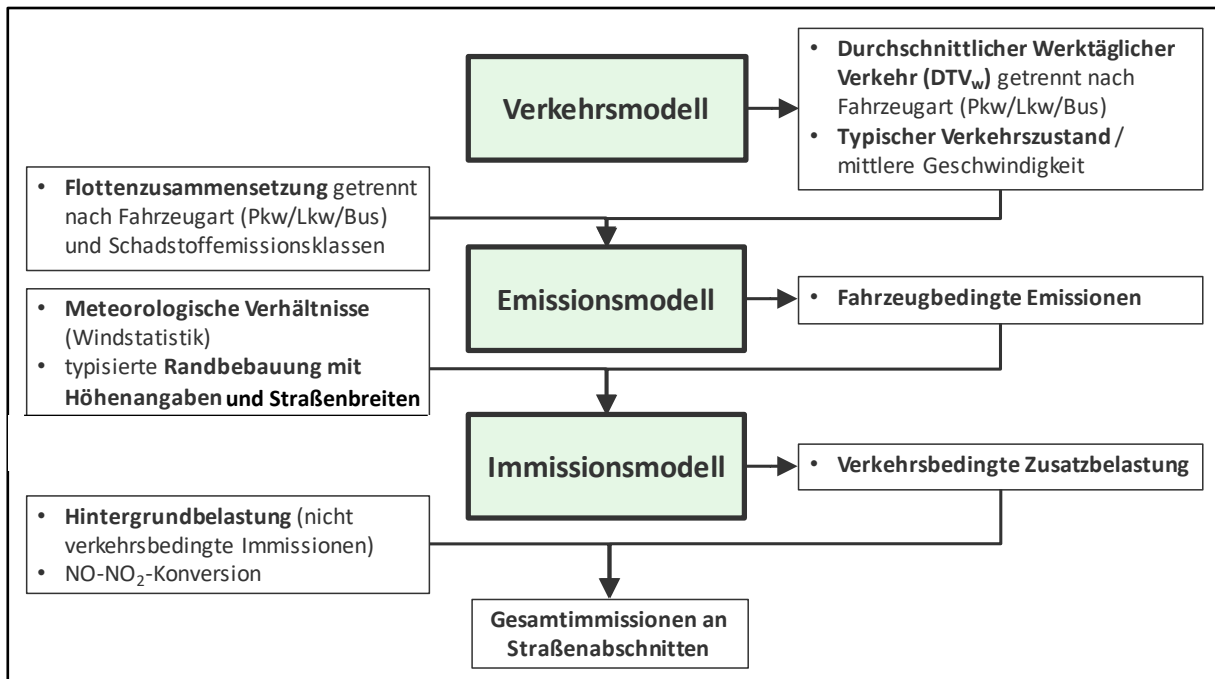 Verkehrsmodell
• Durchschnittlicher Werktäglicher
Verkehr (DTVw) getrennt nach
Fahrzeugart (Pkw/Lkw/Bus)
• Typischer Verkehrszustand /
mittlere Geschwindigkeit
• Flottenzusammensetzung getrennt
nach Fahrzeugart (Pkw/Lkw/Bus)
und Schadstoffemissionsklassen
Emissionsmodell
• Fahrzeugbedingte Emissionen
• Meteorologische Verhältnisse
(Windstatistik)
• typisierte Randbebauung mit
Höhenangaben und Straßenbreiten
Immissionsmodell
• Verkehrsbedingte Zusatzbelastung
• Hintergrundbelastung (nicht
verkehrsbedingte Immissionen)
• NO-NO₂-Konversion
Gesamtimmissionen an
Straßenabschnitten